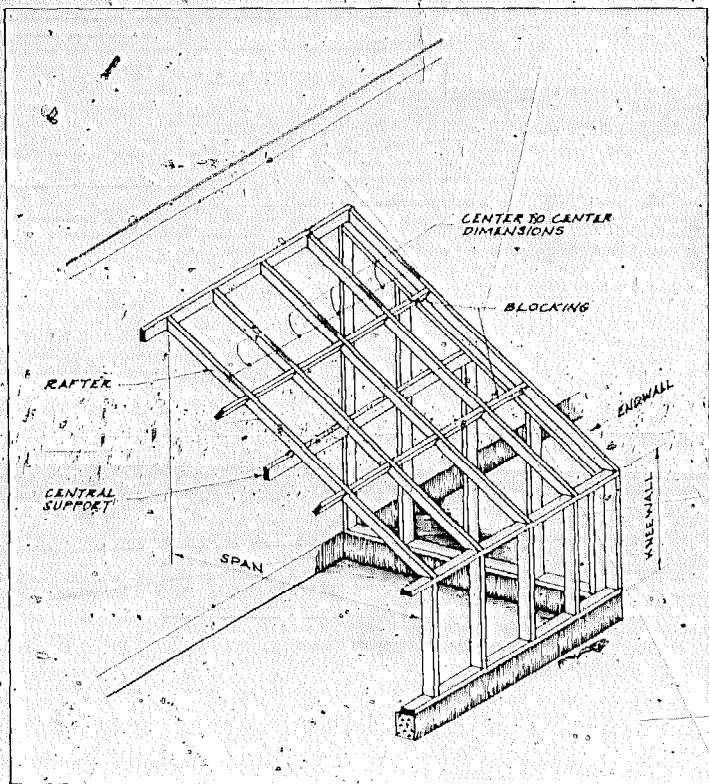 CENTER TO CENTER
DIMENSIONS
BLOCKING
RAFTER
ENDWALL
CENTRAL
SUPPORT
KNEEWALL
SPAN